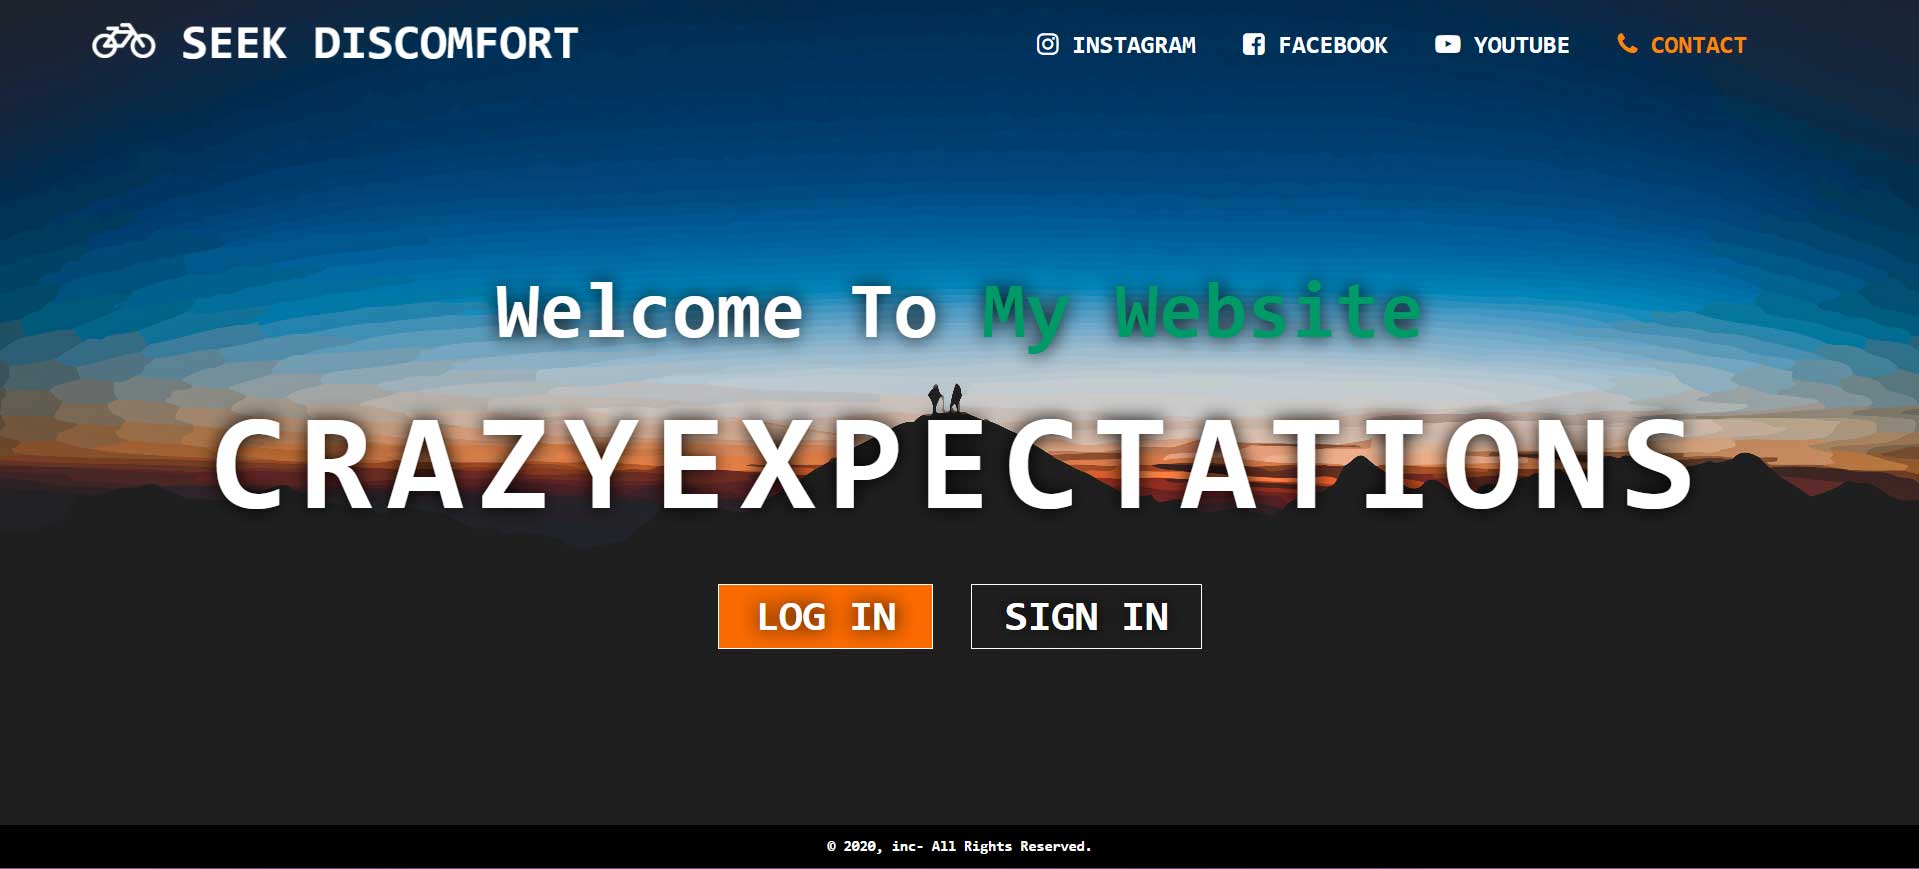 SEEK DISCOMFORT
INSTAGRAM
FACEBOOK
YOUTUBE
CONTACT
Welcome To My Website
CRAZYEXPECTATIONS
LOG IN
SIGN IN
© 2020, inc- All Rights Reserved.